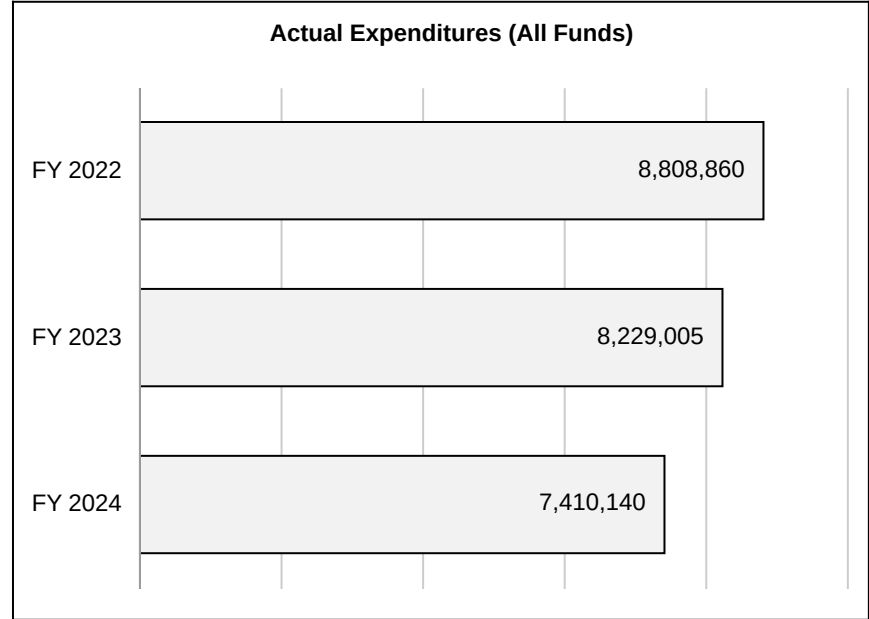 Actual Expenditures (All Funds)
FY 2022
8,808,860
FY 2023
8,229,005
FY 2024
7,410,140